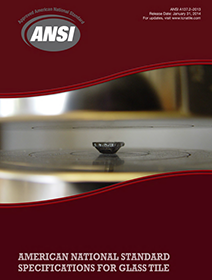 ANSI A137.2-2013
Release Date: January 31, 2014
For updates, visit www.tcnatile.com
Approved American National Standard
ANSI
AMERICAN NATIONAL STANDARD
SPECIFICATIONS FOR GLASS TILE